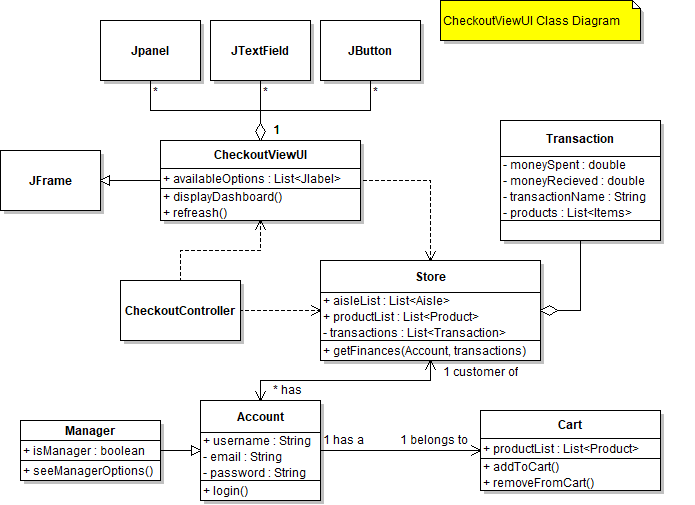 CheckoutViewUI Class Diagram
Jpanel
JTextField
JButton
*
*
*
1
CheckoutViewUI
+ availableOptions : List<Jlabel>
+ displayDashboard()
+ refreash()
JFrame
Transaction
- moneySpent : double
- moneyRecieved : double
- transactionName : String
- products : List<Items>
CheckoutController
Store
+ aisleList : List<Aisle>
+ productList : List<Product>
- transactions : List<Transaction>
+ getFinances(Account, transactions)
1 customer of
* has
Manager
+ isManager : boolean
+ seeManagerOptions()
Account
+ username : String
- email : String
- password : String
+ login()
1 has a
1 belongs to
Cart
+ productList : List<Product>
+ addToCart()
+ removeFromCart()